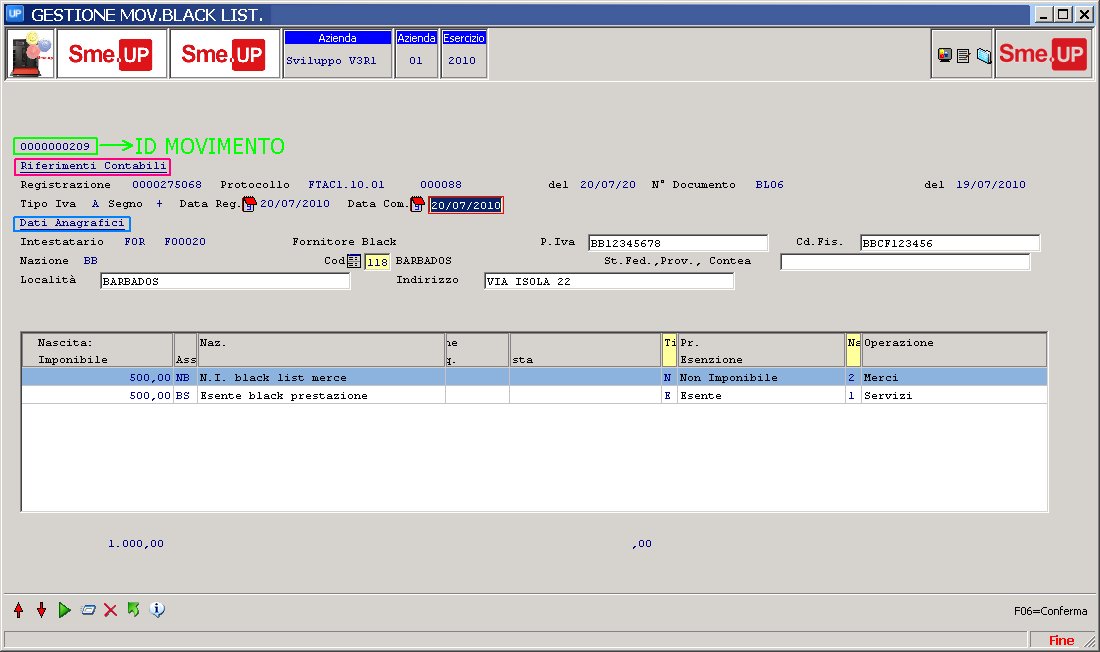 UP GESTIONE MOV.BLACK LIST.
Sme.UP Sme.UP Azienda Azienda Esercizio Sme.UP
Sviluppo V3R1 01 2010
0000000209 ID MOVIMENTO
Riferimenti Contabili
Registrazione 0000275068 Protocollo FTAC1.10.01 000088 del 20/07/20 N° Documento BL06 del 19/07/2010
Tipo Iva A Segno + Data Reg. 20/07/2010 Data Com. 20/07/2010
Dati Anagrafici
Intestatario FOR F00020 Fornitore Black P.Iva BB12345678 Cd.Fis. BBCF123456
Nazione BB Cod 118 BARBADOS St.Fed.,Prov., Contea
Località BARBADOS Indirizzo VIA ISOLA 22
Nascita: Naz. ne Ti Pr. Na Operazione
Imponibile Ass g. sta Esenzione
500,00 NB N.I. black list merce N Non Imponibile 2 Merci
500,00 BS Esente black prestazione E Esente 1 Servizi
1.000,00 ,00
F06=Conferma
Fine